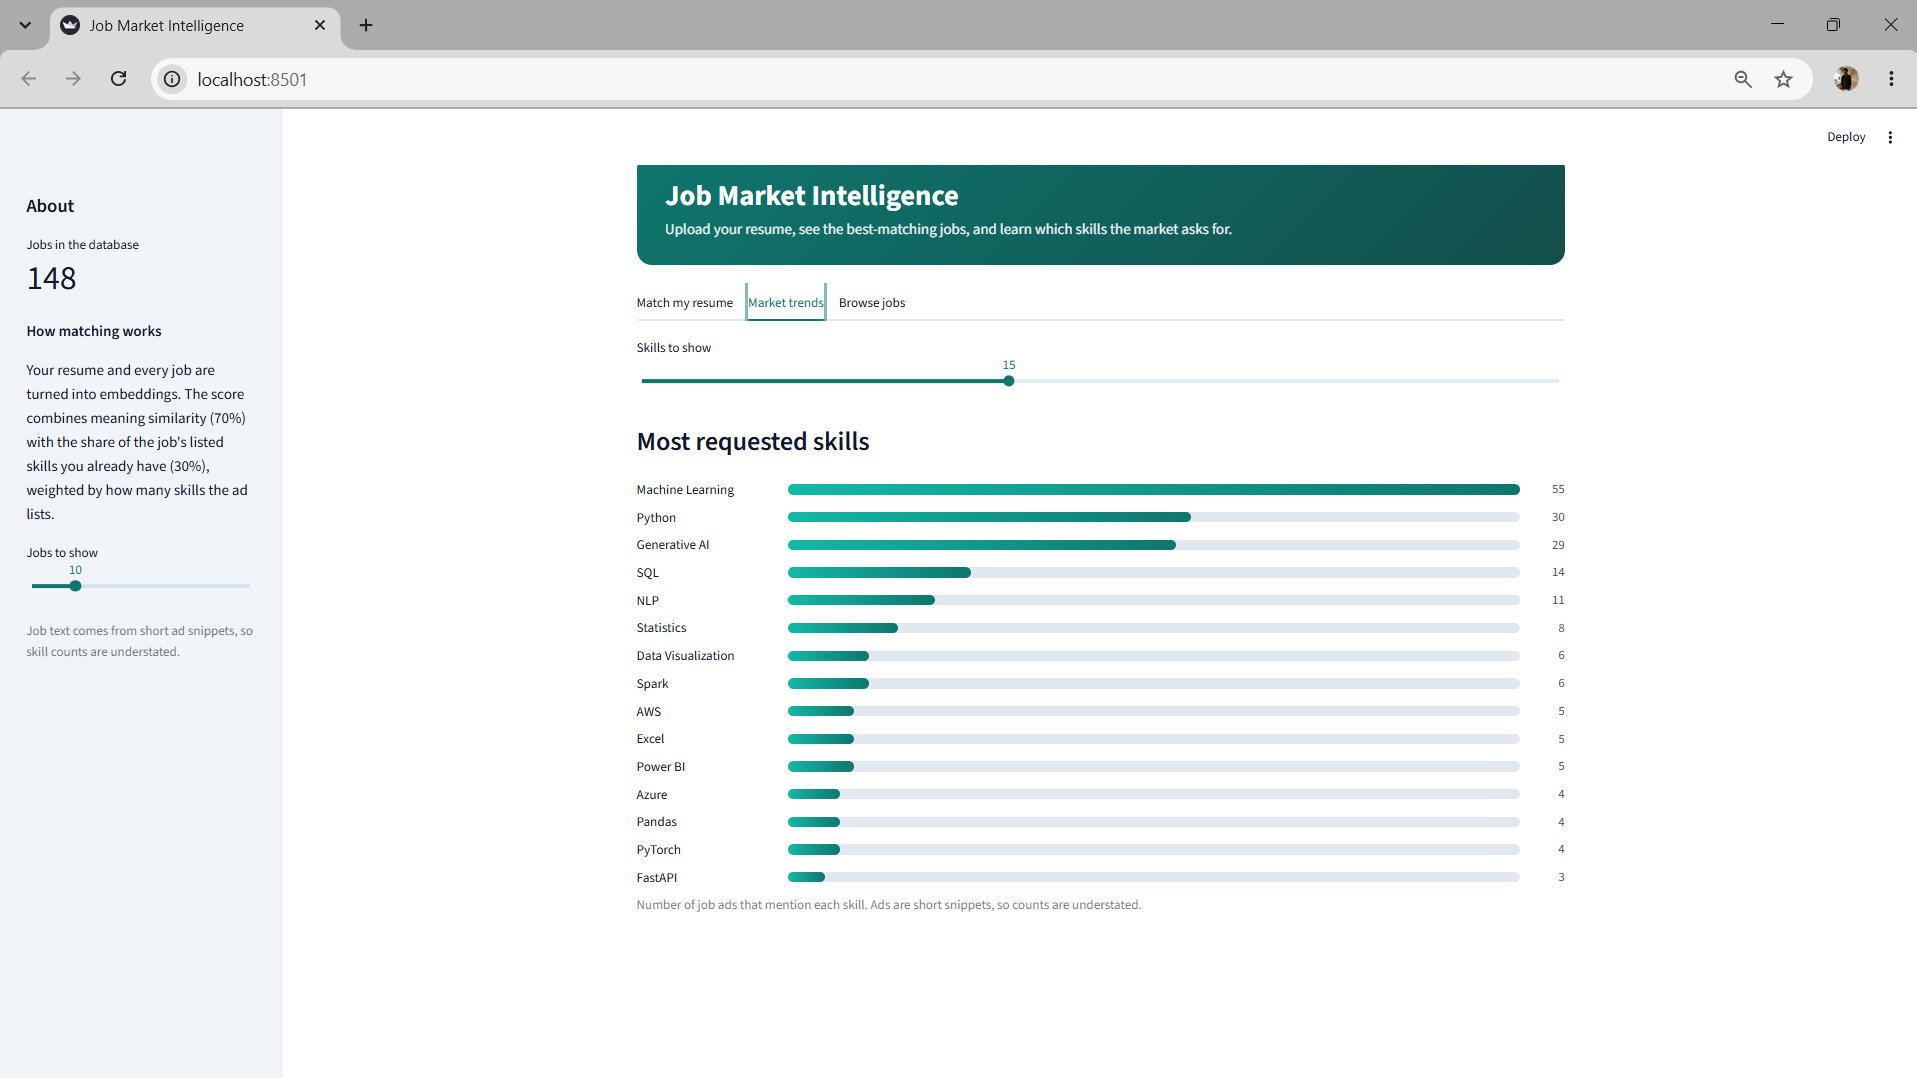 Job Market Intelligence
localhost:8501
Deploy
About
Jobs in the database
148
How matching works
Your resume and every job are
turned into embeddings. The score
combines meaning similarity (70%)
with the share of the job's listed
skills you already have (30%),
weighted by how many skills the ad
lists.
Jobs to show
10
Job text comes from short ad snippets, so
skill counts are understated.
Job Market Intelligence
Upload your resume, see the best-matching jobs, and learn which skills the market asks for.
Match my resume Market trends Browse jobs
Skills to show
15
Most requested skills
Machine Learning 55
Python 30
Generative AI 29
SQL 14
NLP 11
Statistics 8
Data Visualization 6
Spark 6
AWS 5
Excel 5
Power BI 5
Azure 4
Pandas 4
PyTorch 4
FastAPI 3
Number of job ads that mention each skill. Ads are short snippets, so counts are understated.